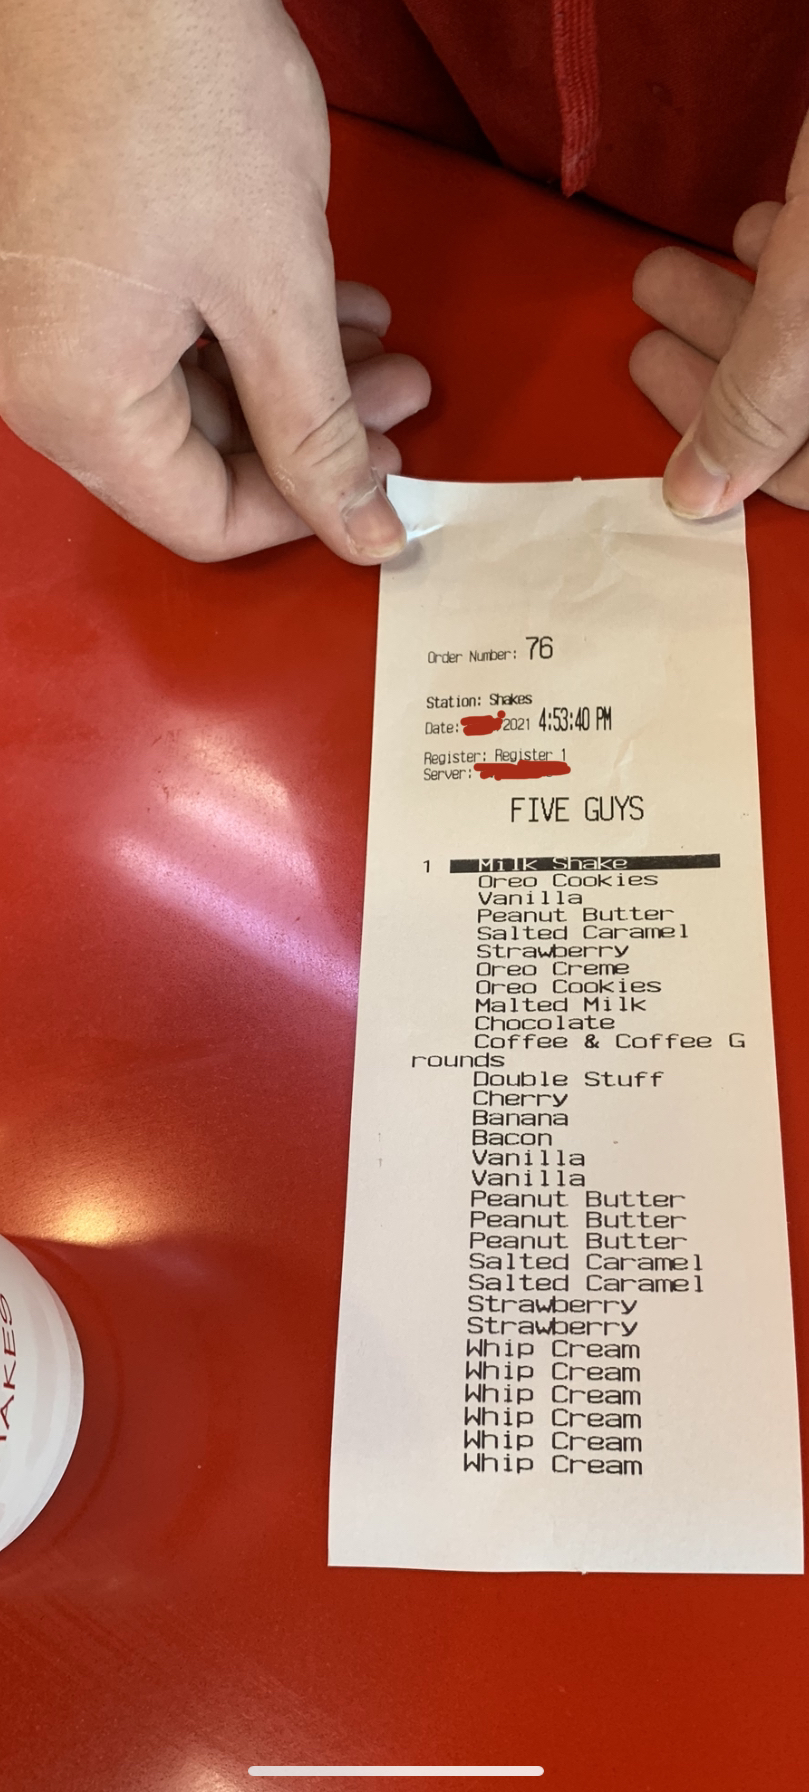 Order Number: 76
Station: Shakes
Date: 2021 4:53:40 PM
Register: Register 1
Server:
FIVE GUYS
1 Milk Shake
Oreo Cookies
Vanilla
Peanut Butter
Salted Caramel
Strawberry
Oreo Creme
Oreo Cookies
Malted Milk
Chocolate
Coffee & Coffee G
rounds
Double Stuff
Cherry
Banana
Bacon
Vanilla
Vanilla
Peanut Butter
Peanut Butter
Peanut Butter
Salted Caramel
Salted Caramel
Strawberry
Strawberry
Whip Cream
Whip Cream
Whip Cream
Whip Cream
Whip Cream
Whip Cream
AKES